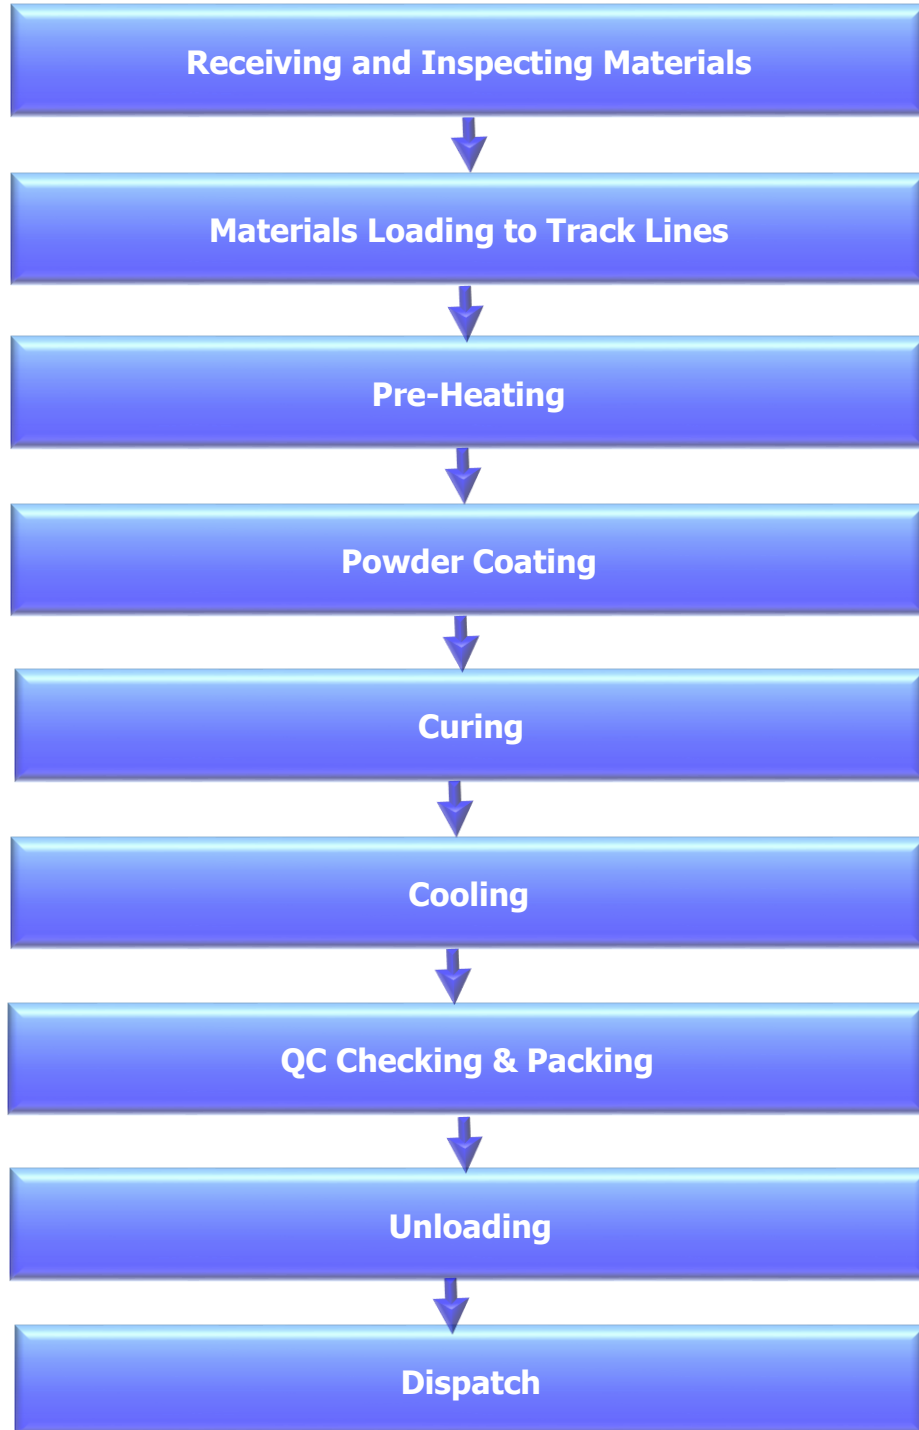 Receiving and Inspecting Materials
Materials Loading to Track Lines
Pre-Heating
Powder Coating
Curing
Cooling
QC Checking & Packing
Unloading
Dispatch